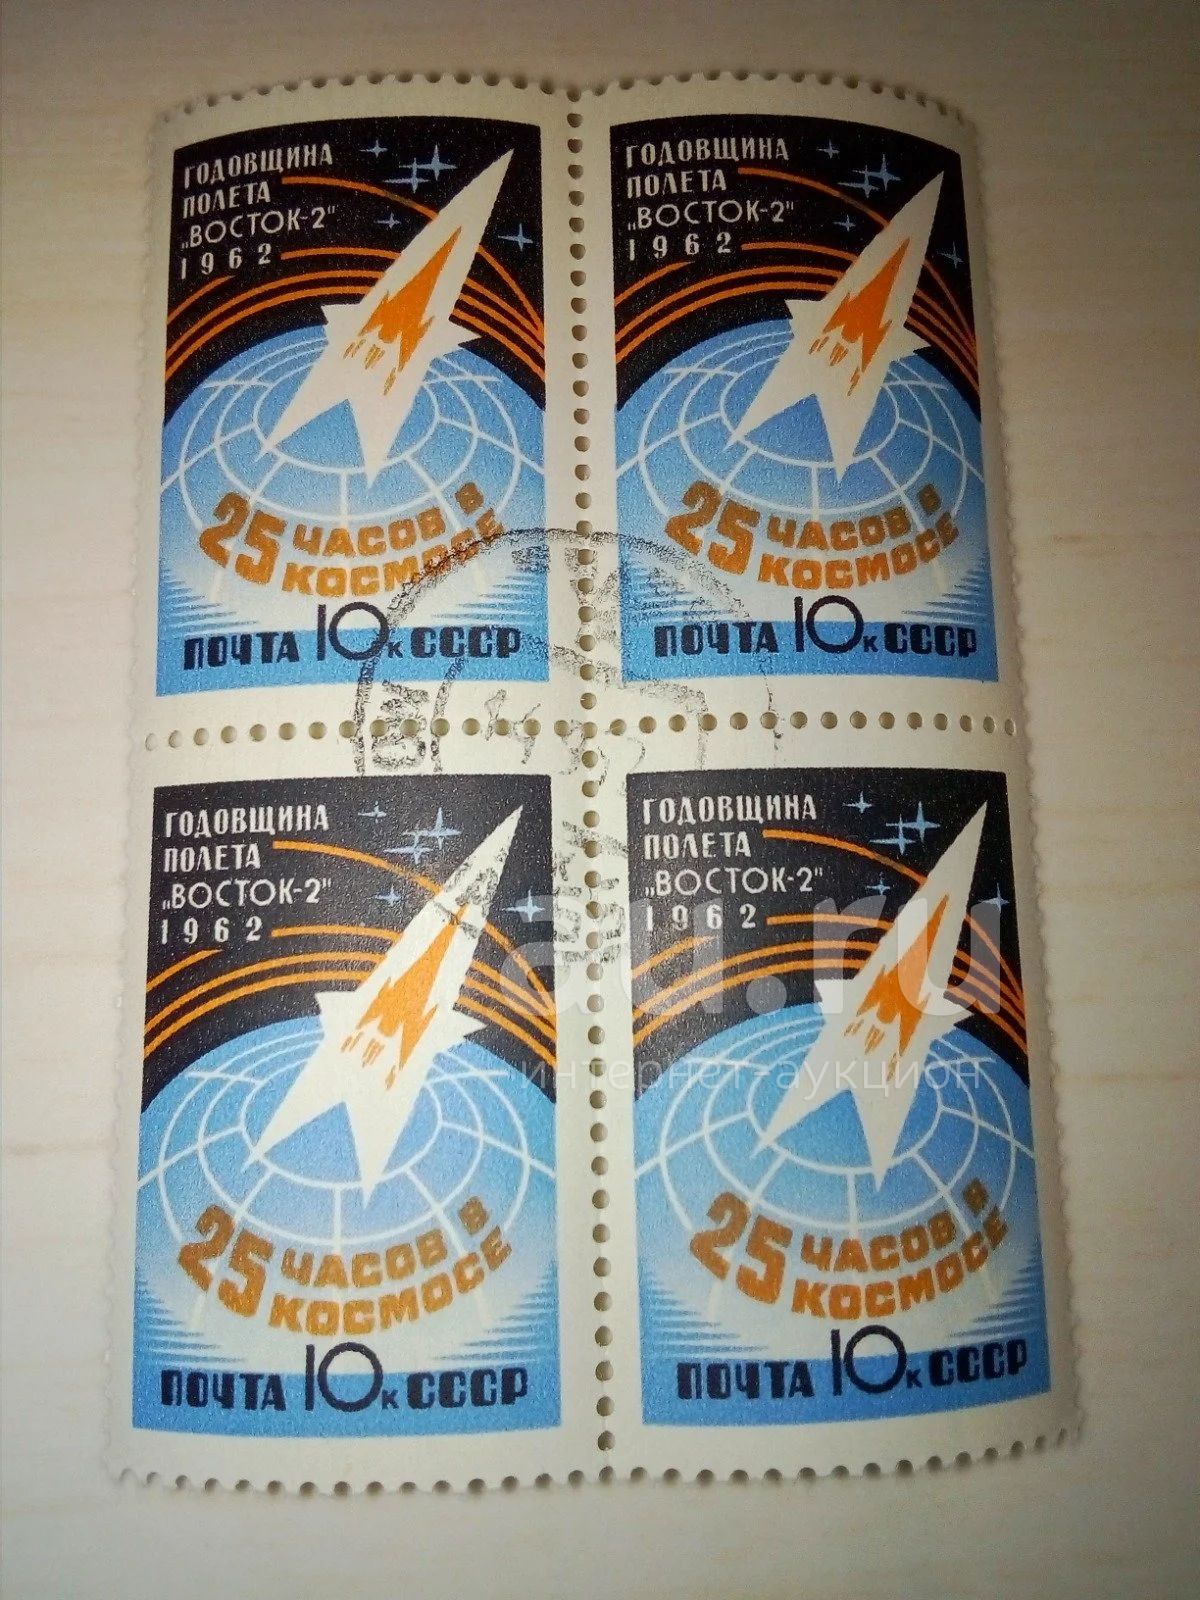 ГОДОВЩИНА
ПОЛЕТА
„ВОСТОК-2"
1962
25 ЧАСОВ В
КОСМОСЕ
ПОЧТА 10к СССР
ГОДОВЩИНА
ПОЛЕТА
„ВОСТОК-2"
1962
25 ЧАСОВ В
КОСМОСЕ
ПОЧТА 10к СССР
ГОДОВЩИНА
ПОЛЕТА
„ВОСТОК-2"
1962
25 ЧАСОВ В
КОСМОСЕ
ПОЧТА 10к СССР
ГОДОВЩИНА
ПОЛЕТА
„ВОСТОК-2"
1962
25 ЧАСОВ В
КОСМОСЕ
ПОЧТА 10к СССР
au.ru
интернет-аукцион